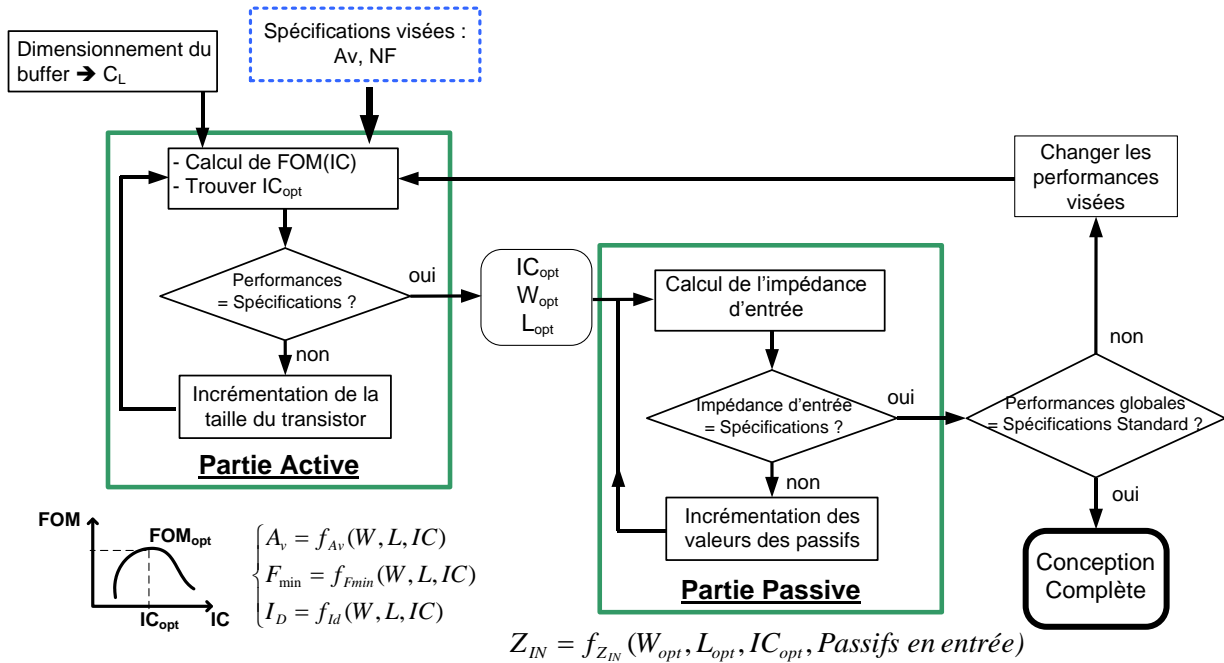 Dimensionnement du
buffer ➔ CL
Spécifications visées :
Av, NF
- Calcul de FOM(IC)
- Trouver ICopt
Performances
= Spécifications ?
oui
non
Incrémentation de la
taille du transistor
Partie Active
ICopt
Wopt
Lopt
Calcul de l'impédance
d'entrée
Impédance d'entrée
= Spécifications ?
oui
non
Incrémentation des
valeurs des passifs
Partie Passive
Changer les
performances
visées
non
Performances globales
= Spécifications Standard ?
oui
Conception
Complète
FOM
FOMopt
ICopt
IC
Av = fAv(W, L, IC)
Fmin = fFmin(W, L, IC)
ID = fId(W, L, IC)
ZIN = fZIN(Wopt, Lopt, ICopt, Passifs en entrée)